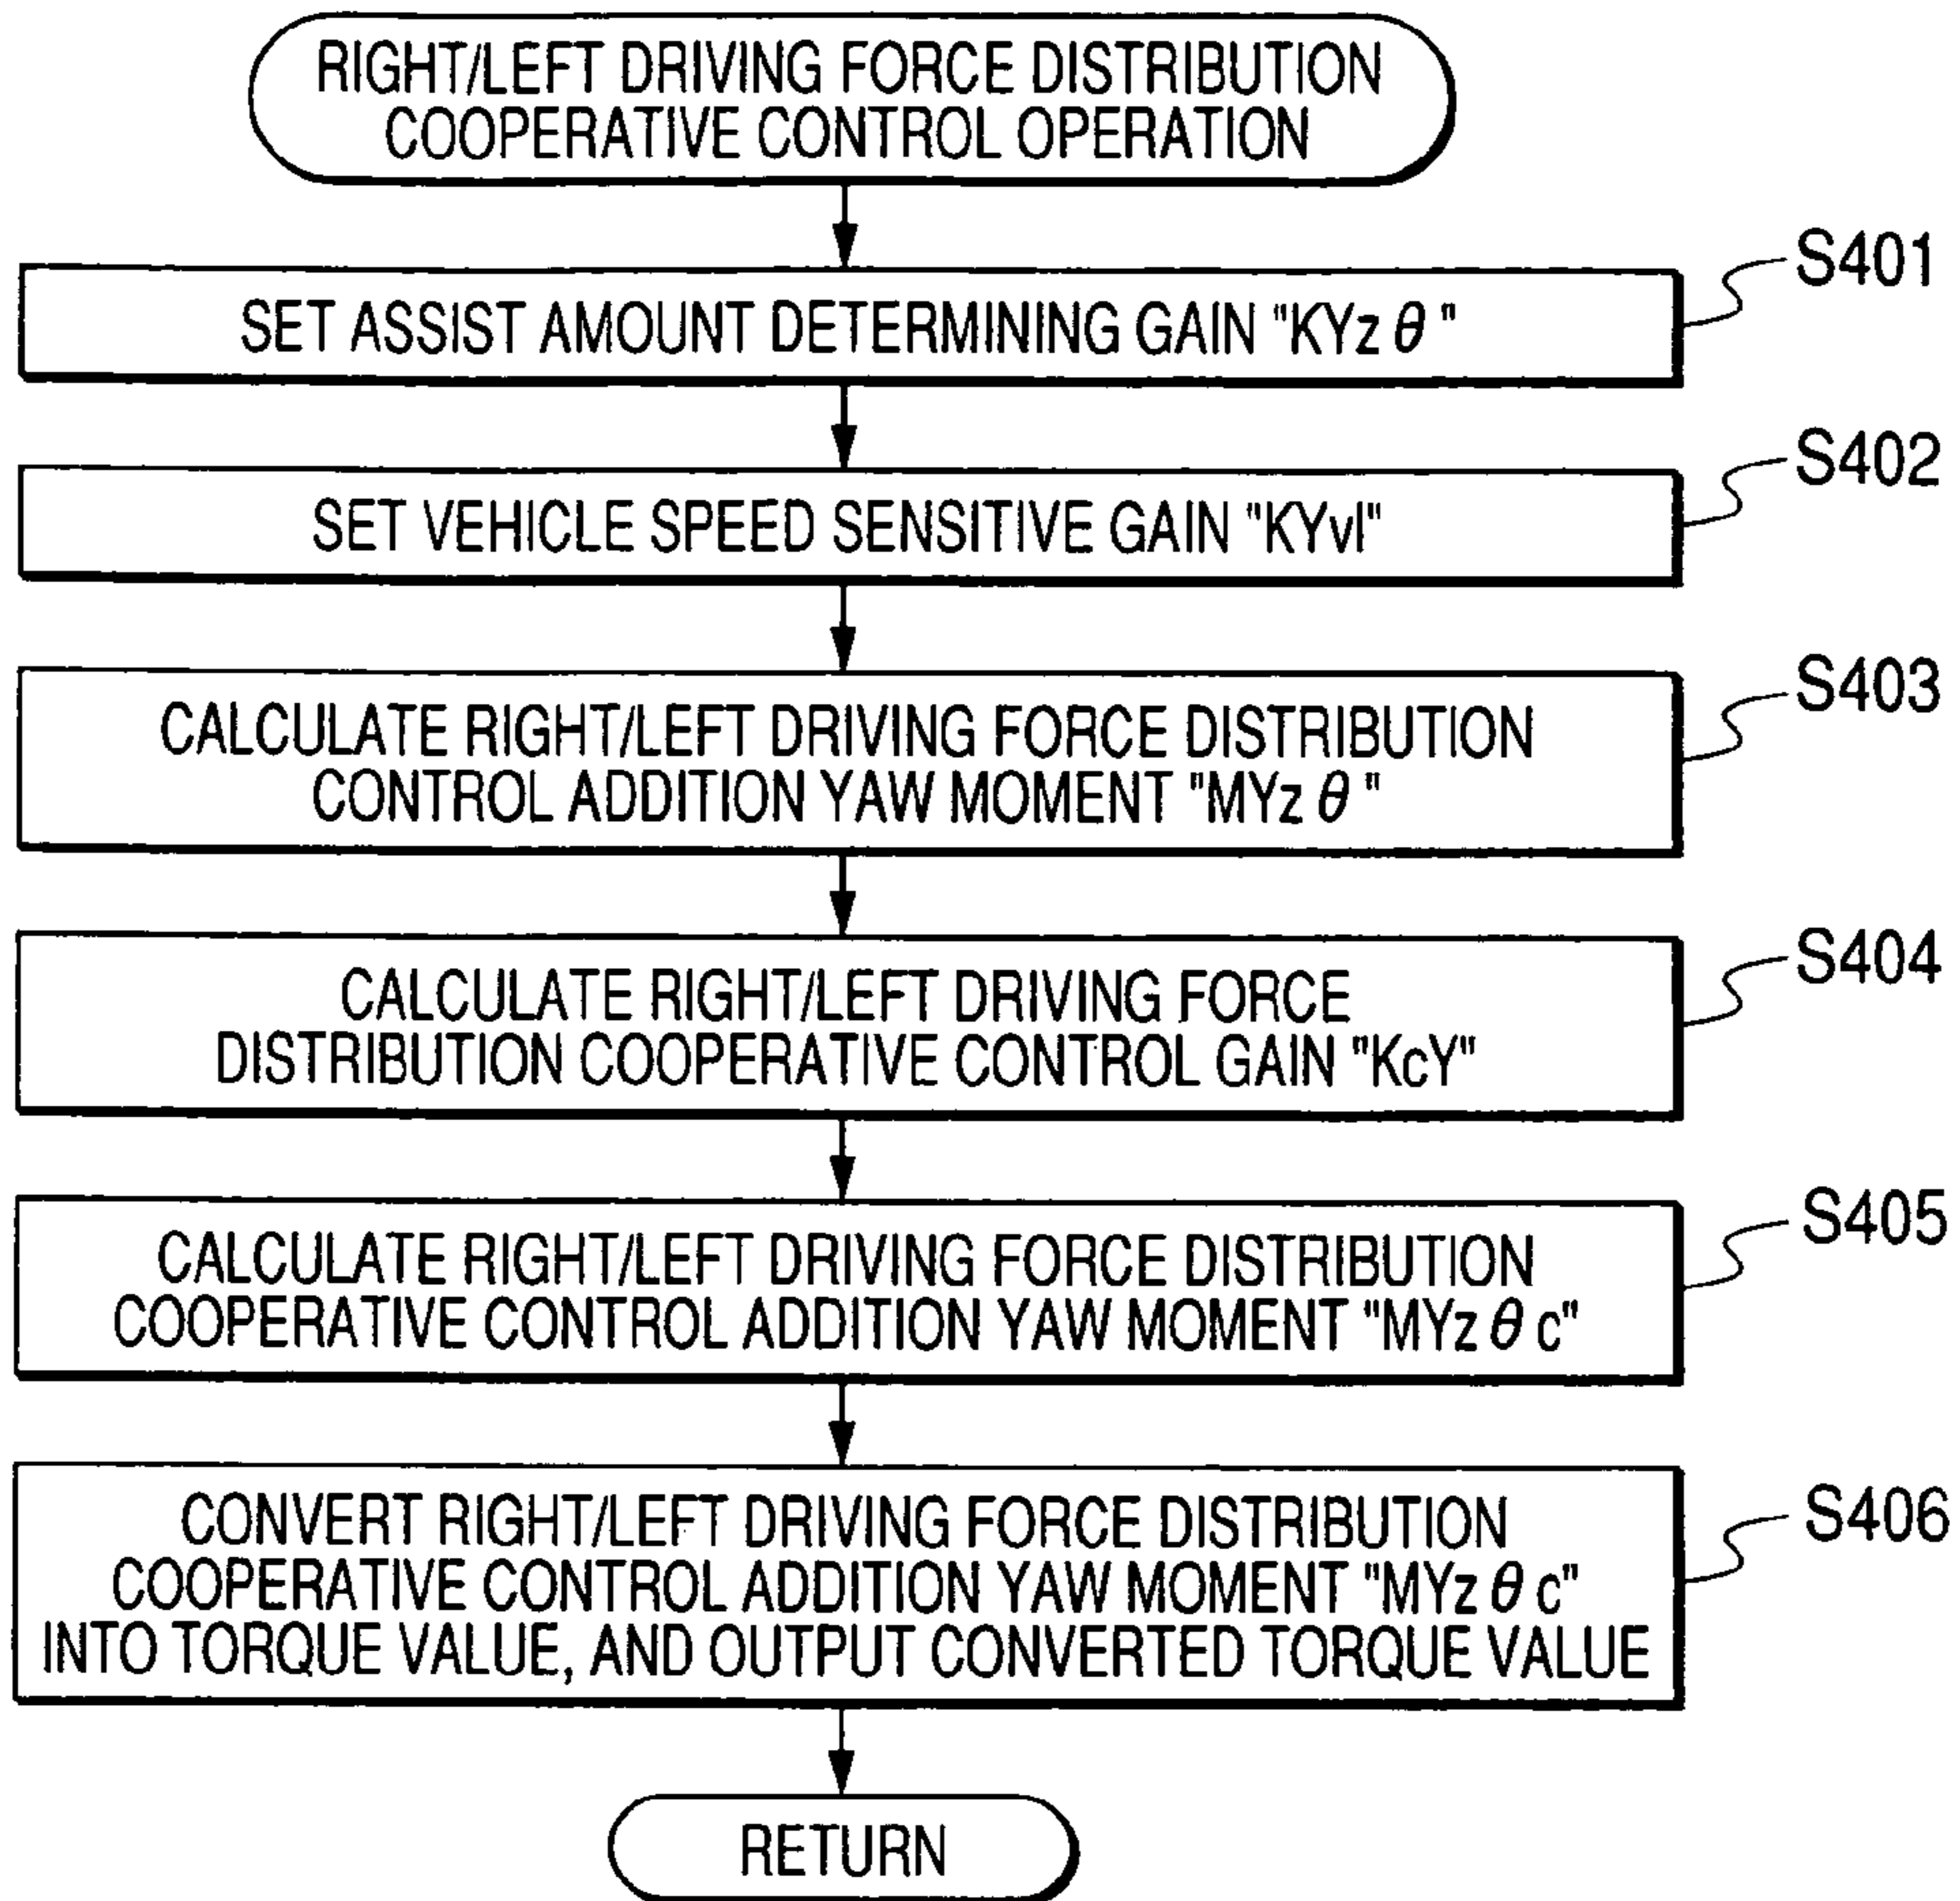 RIGHT/LEFT DRIVING FORCE DISTRIBUTION
COOPERATIVE CONTROL OPERATION
S401
SET ASSIST AMOUNT DETERMINING GAIN "KYz θ "
S402
SET VEHICLE SPEED SENSITIVE GAIN "KYvl"
S403
CALCULATE RIGHT/LEFT DRIVING FORCE DISTRIBUTION
CONTROL ADDITION YAW MOMENT "MYz θ "
S404
CALCULATE RIGHT/LEFT DRIVING FORCE
DISTRIBUTION COOPERATIVE CONTROL GAIN "KcY"
S405
CALCULATE RIGHT/LEFT DRIVING FORCE DISTRIBUTION
COOPERATIVE CONTROL ADDITION YAW MOMENT "MYz θ c"
S406
CONVERT RIGHT/LEFT DRIVING FORCE DISTRIBUTION
COOPERATIVE CONTROL ADDITION YAW MOMENT "MYz θ c"
INTO TORQUE VALUE, AND OUTPUT CONVERTED TORQUE VALUE
RETURN